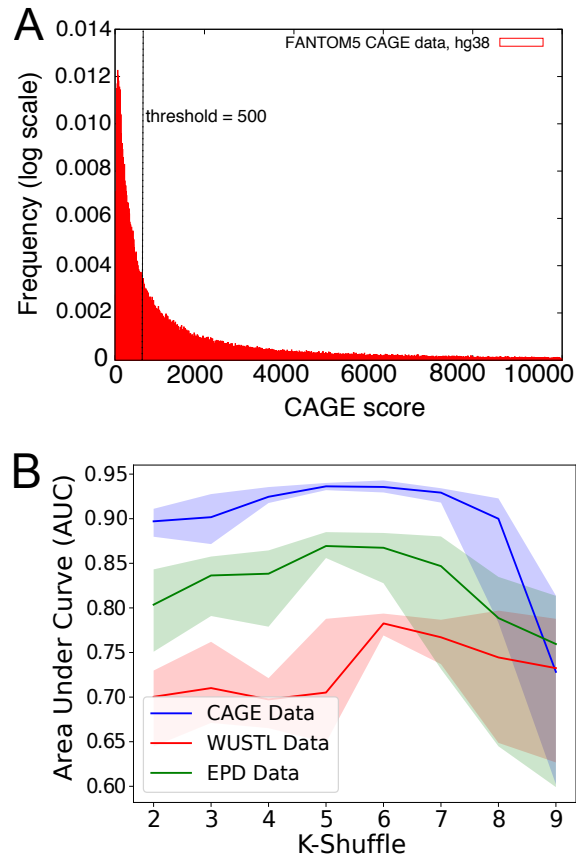 A
FANTOM5 CAGE data, hg38
threshold = 500
Frequency (log scale)
0.014
0.012
0.010
0.008
0.006
0.004
0.002
0
0 2000 4000 6000 8000 10000
CAGE score
B
Area Under Curve (AUC)
0.95
0.90
0.85
0.80
0.75
0.70
0.65
0.60
CAGE Data
WUSTL Data
EPD Data
2 3 4 5 6 7 8 9
K-Shuffle